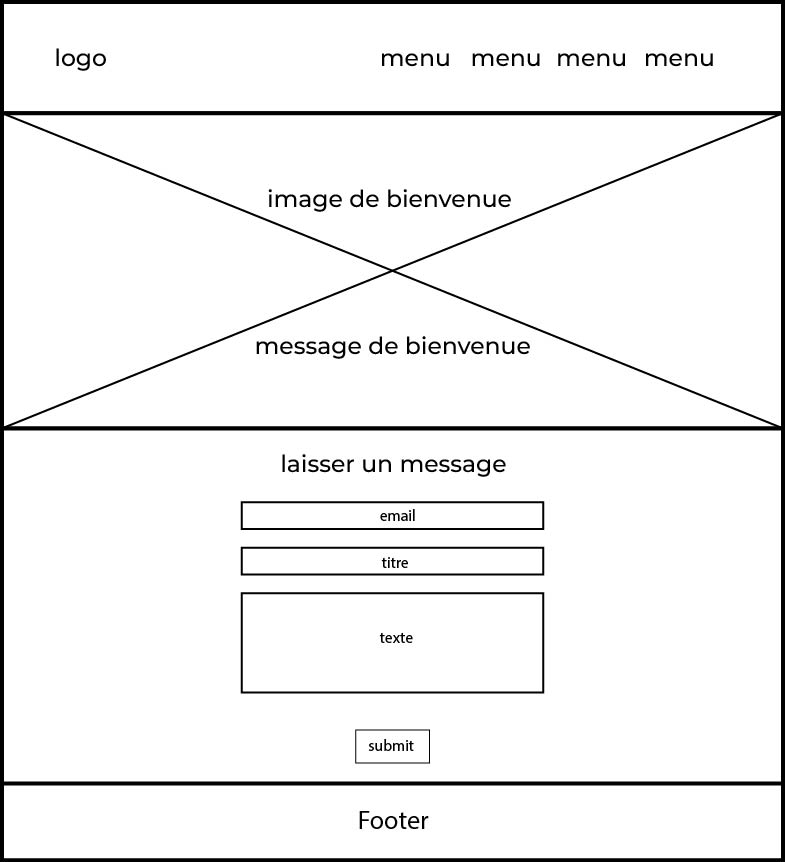 logo menu menu menu menu
image de bienvenue
message de bienvenue
laisser un message
email
titre
texte
submit
Footer